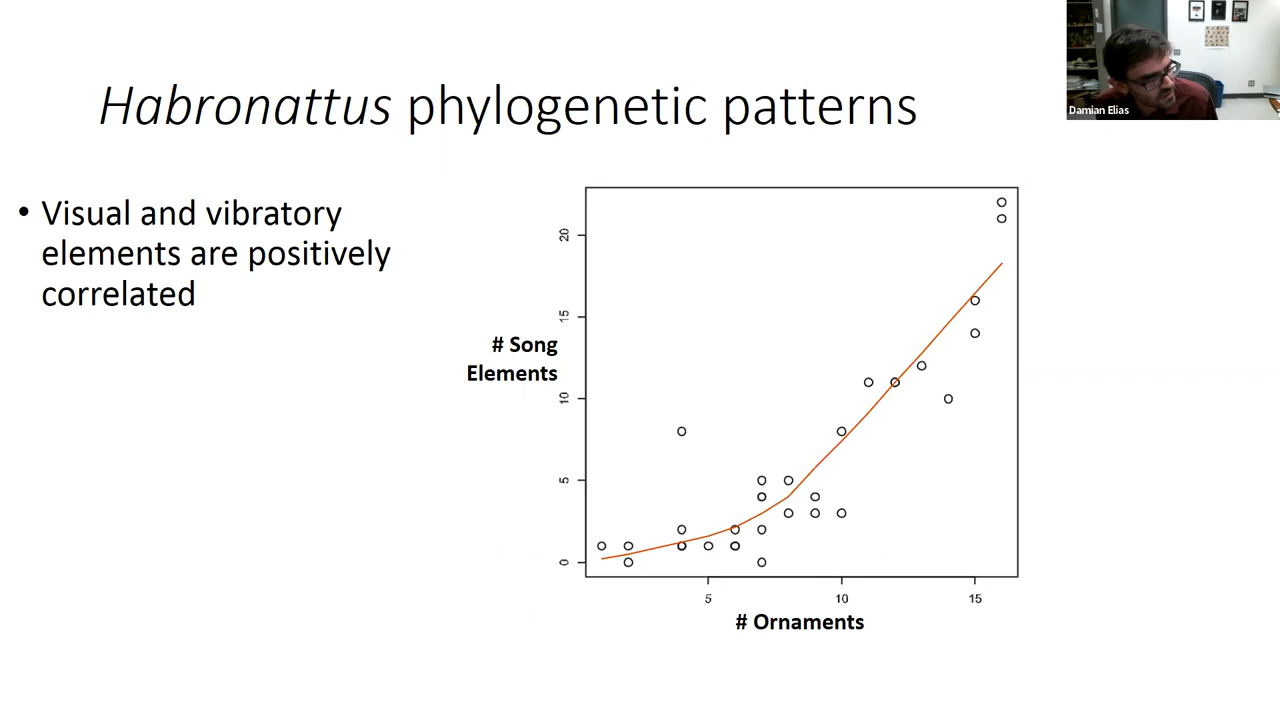 Damian Elias
Habronattus phylogenetic patterns
• Visual and vibratory
elements are positively
correlated
# Song
Elements
20
15
10
5
0
5
10
15
# Ornaments